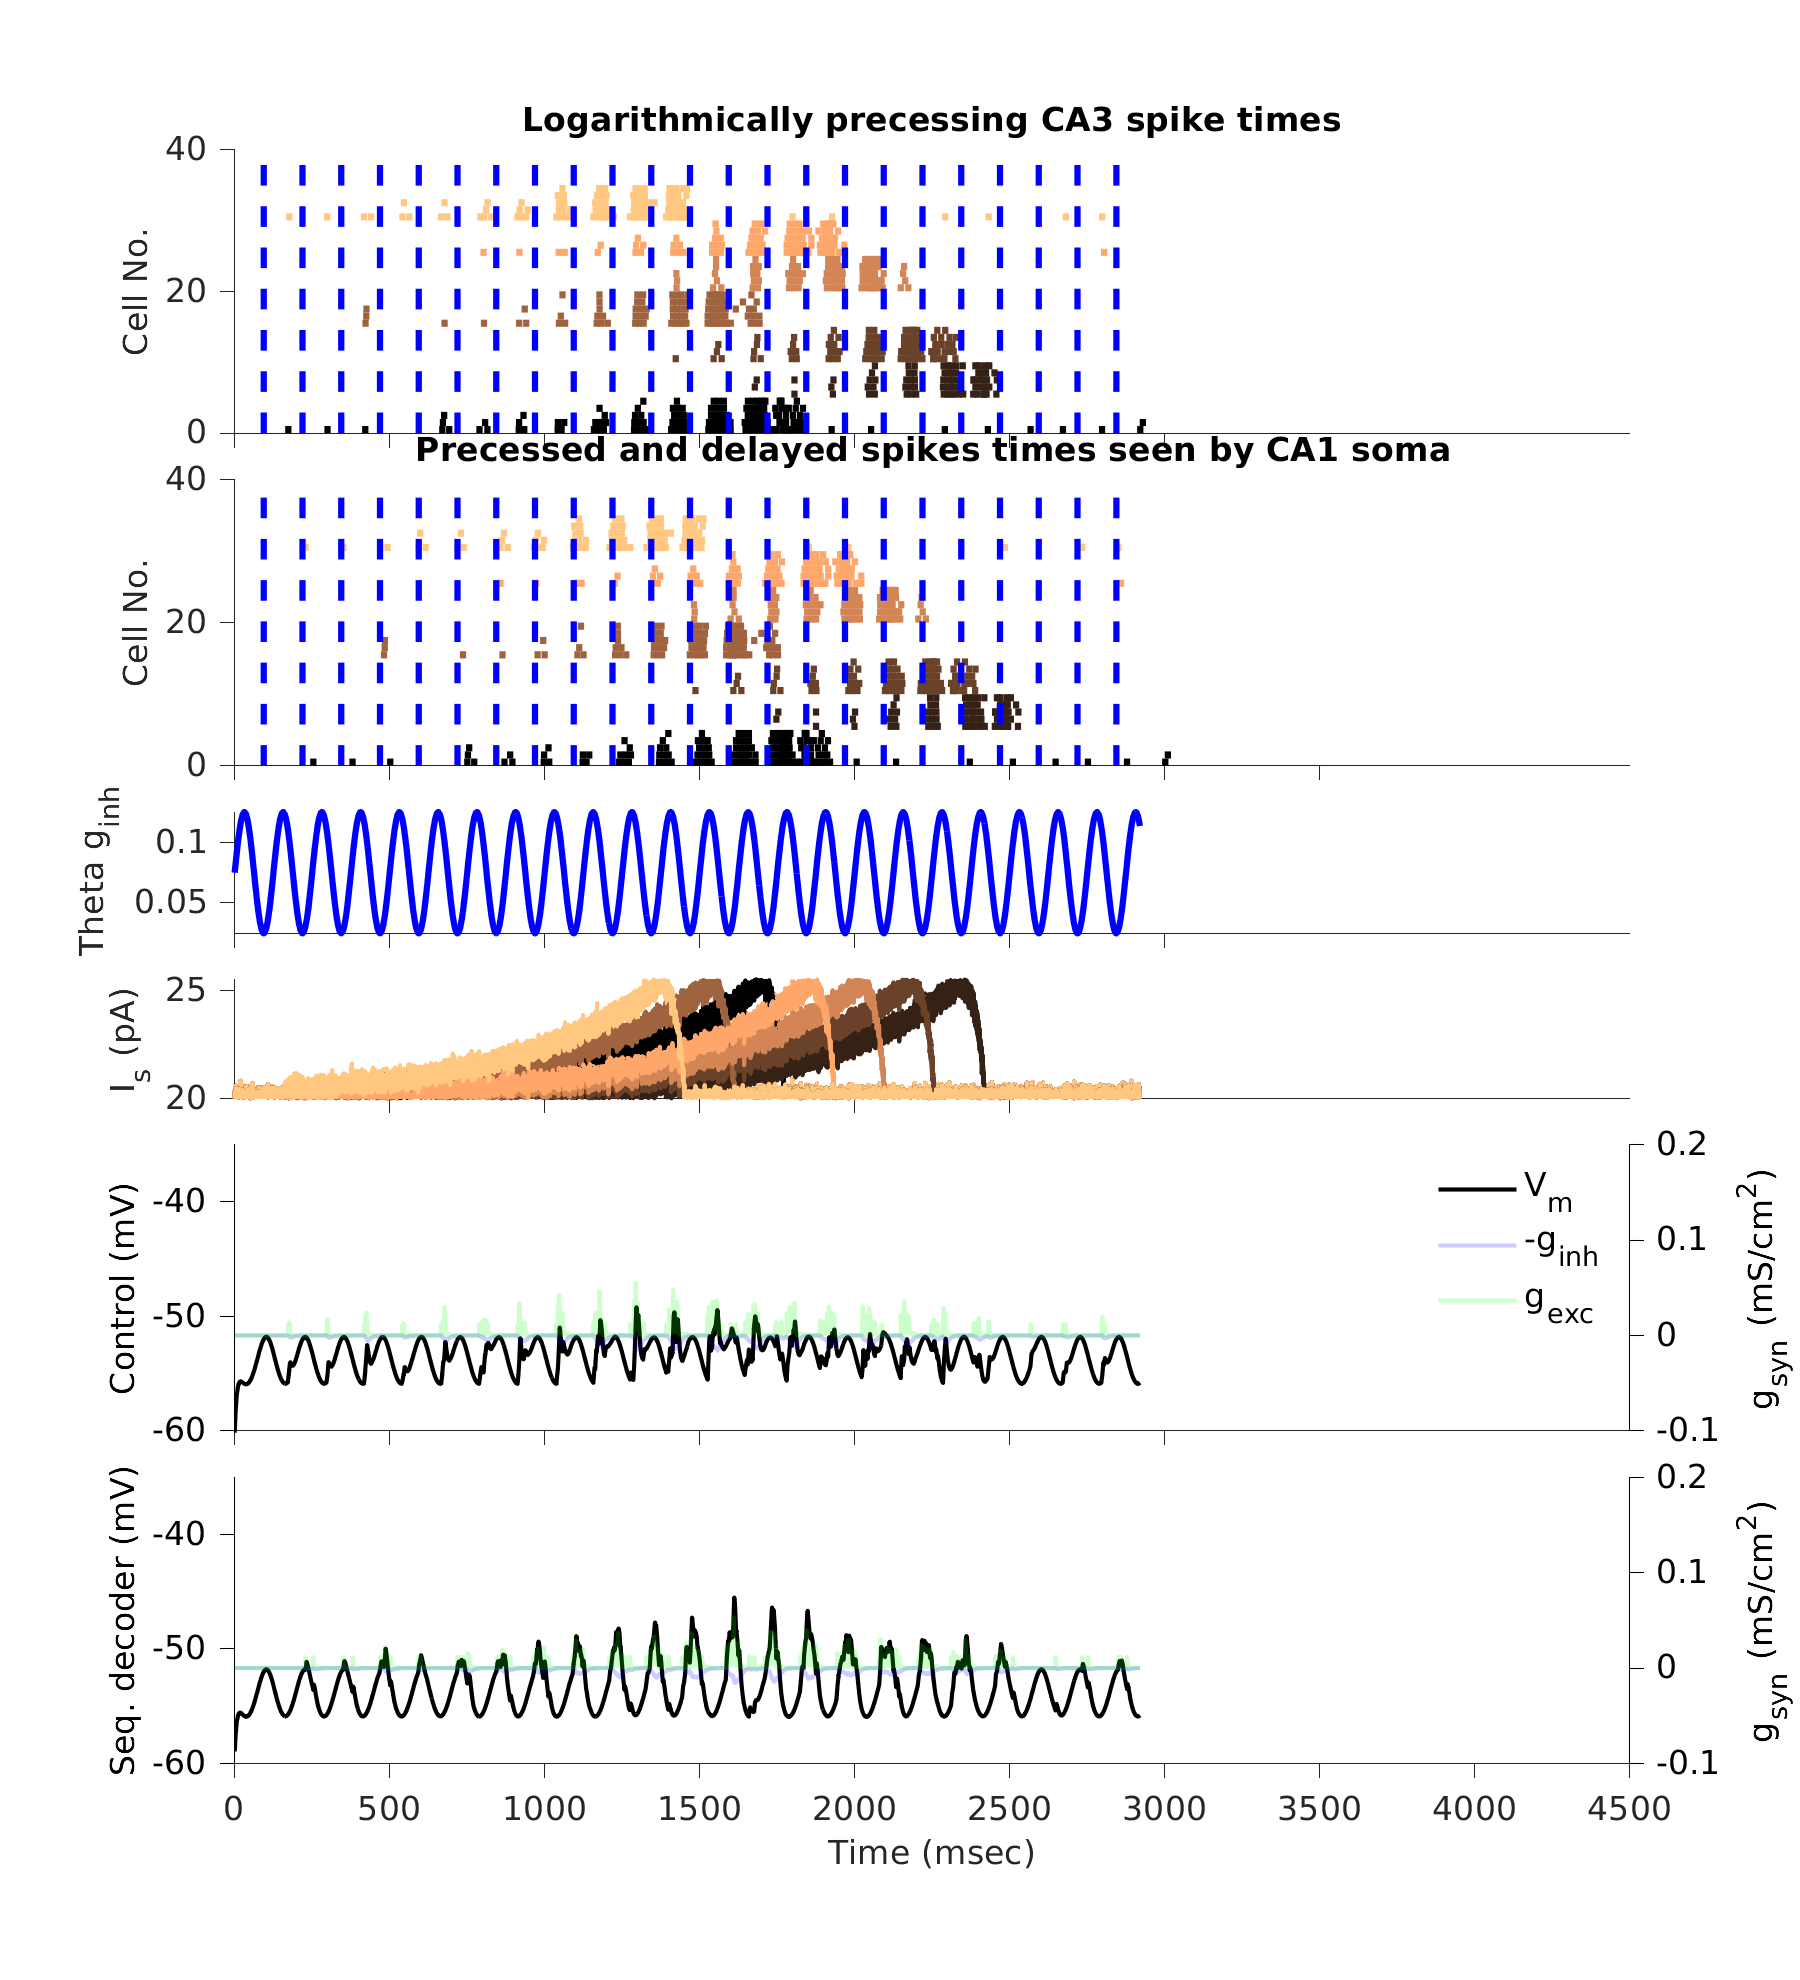 Logarithmically precessing CA3 spike times
40
20
0
Cell No.
Precessed and delayed spikes times seen by CA1 soma
40
20
0
Cell No.
0.1
0.05
Theta g_inh
25
20
I_s (pA)
-40
-50
-60
Control (mV)
V_m
-g_inh
g_exc
0.2
0.1
0
-0.1
g_syn (mS/cm^2)
-40
-50
-60
Seq. decoder (mV)
0.2
0.1
0
-0.1
g_syn (mS/cm^2)
0 500 1000 1500 2000 2500 3000 3500 4000 4500
Time (msec)